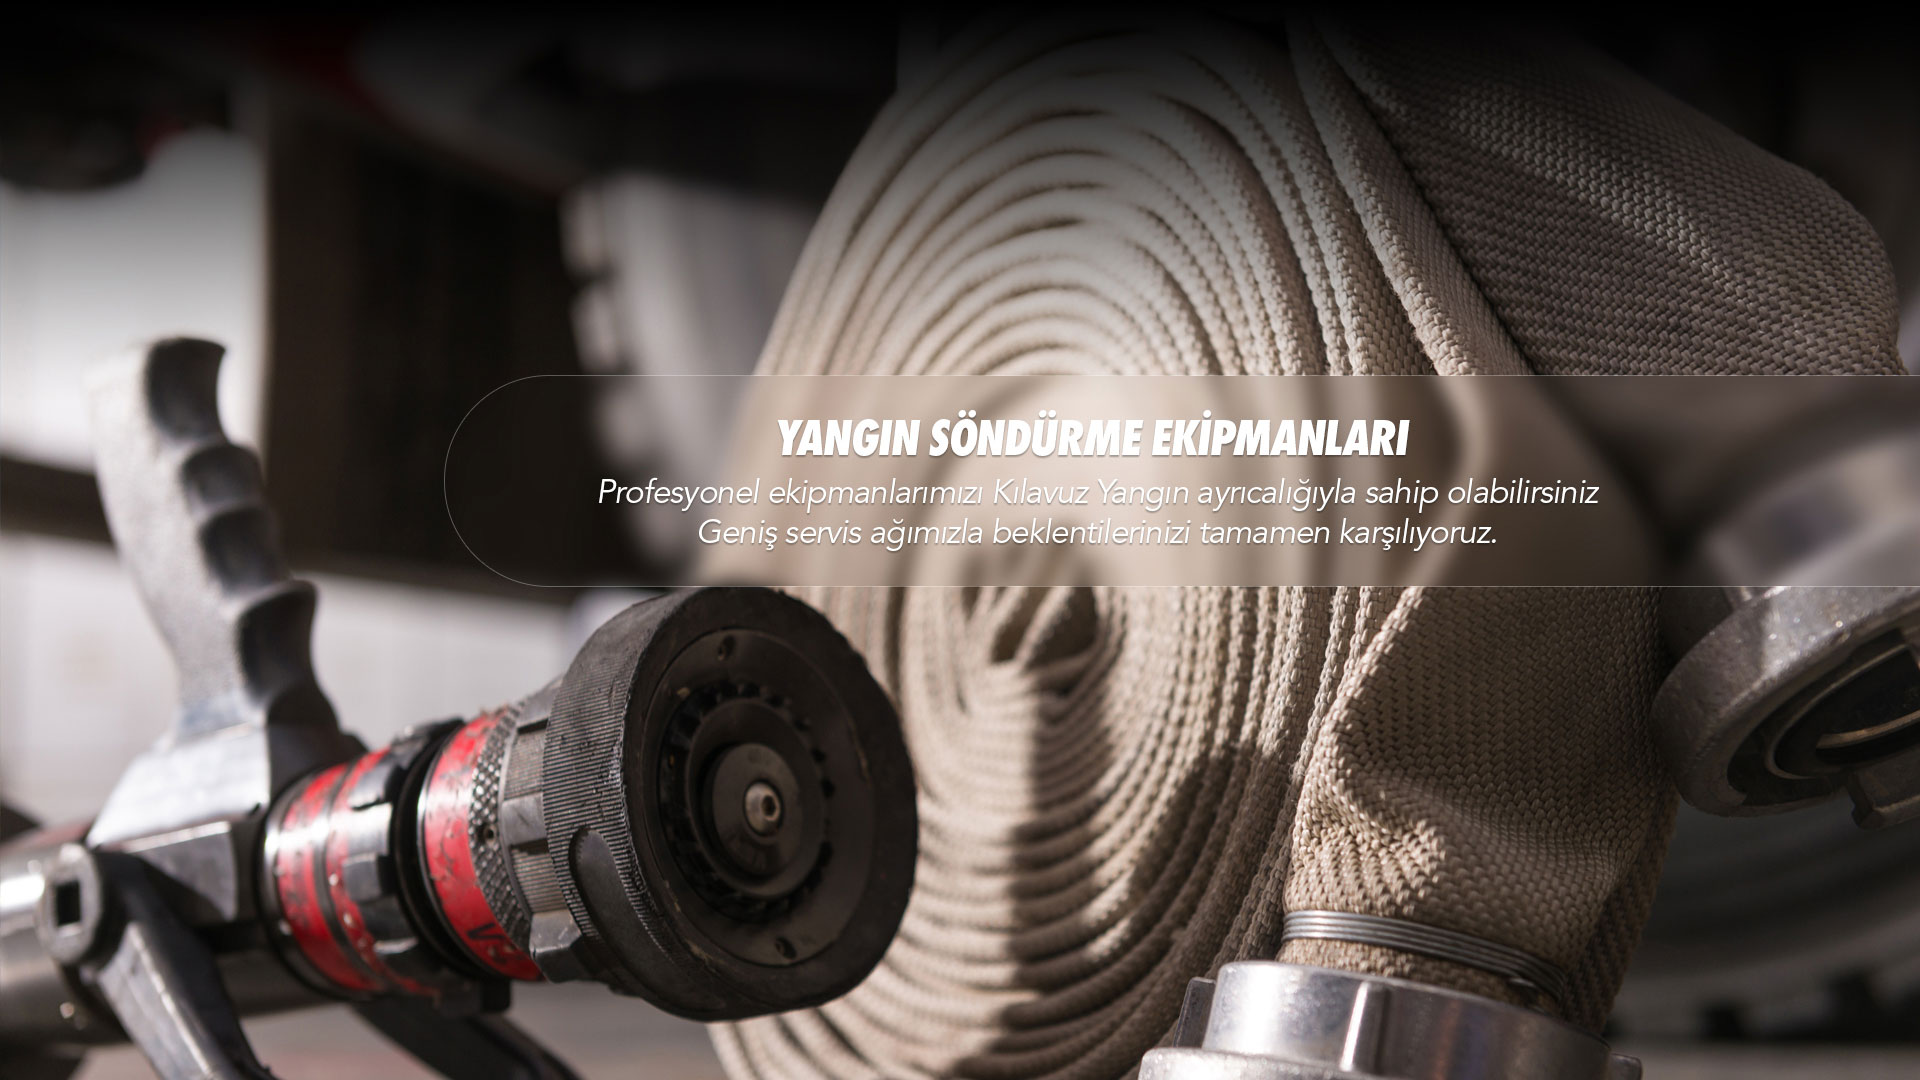 YANGIN SÖNDÜRME EKİPMANLARI
Profesyonel ekipmanlarımızı Kılavuz Yangın ayrıcalığıyla sahip olabilirsiniz
Geniş servis ağımızla beklentilerinizi tamamen karşılıyoruz.